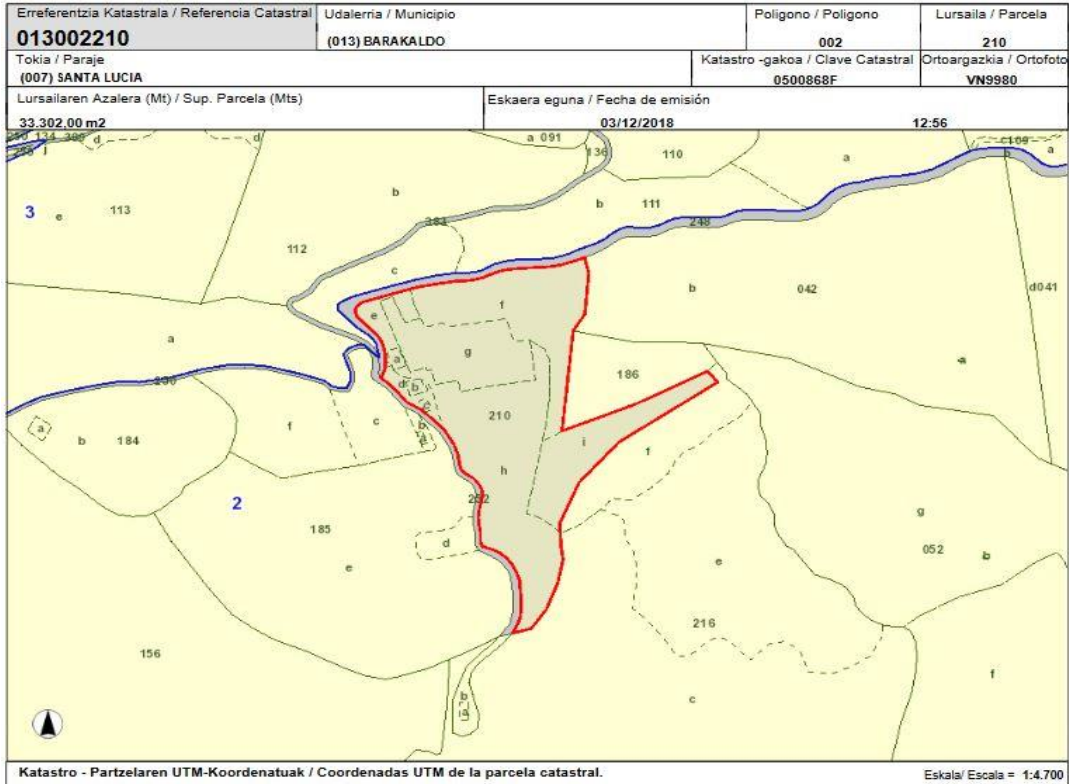 Erreferentzia Katastrala / Referencia Catastral
013002210
Udalerria / Municipio
(013) BARAKALDO
Poligono / Poligono
002
Lursaila / Parcela
210
Tokia / Paraje
(007) SANTA LUCIA
Katastro -gakoa / Clave Catastral
0500868F
Ortoargazkia / Ortofoto
VN9980
Lursailaren Azalera (Mt) / Sup. Parcela (Mts)
33.302,00 m2
Eskaera eguna / Fecha de emisión
03/12/2018 12:56
134 d d a 091 136 110 a a
3 e 113 b b 111 248
112 c b 042 d041
e f
a g a
a 186
d b
a b 184 f c 210 i f
h
2 252 g
185 d 052 b
e e
216
156 f
b c
a
Katastro - Partzelaren UTM-Koordenatuak / Coordenadas UTM de la parcela catastral.
Eskala/ Escala = 1:4.700